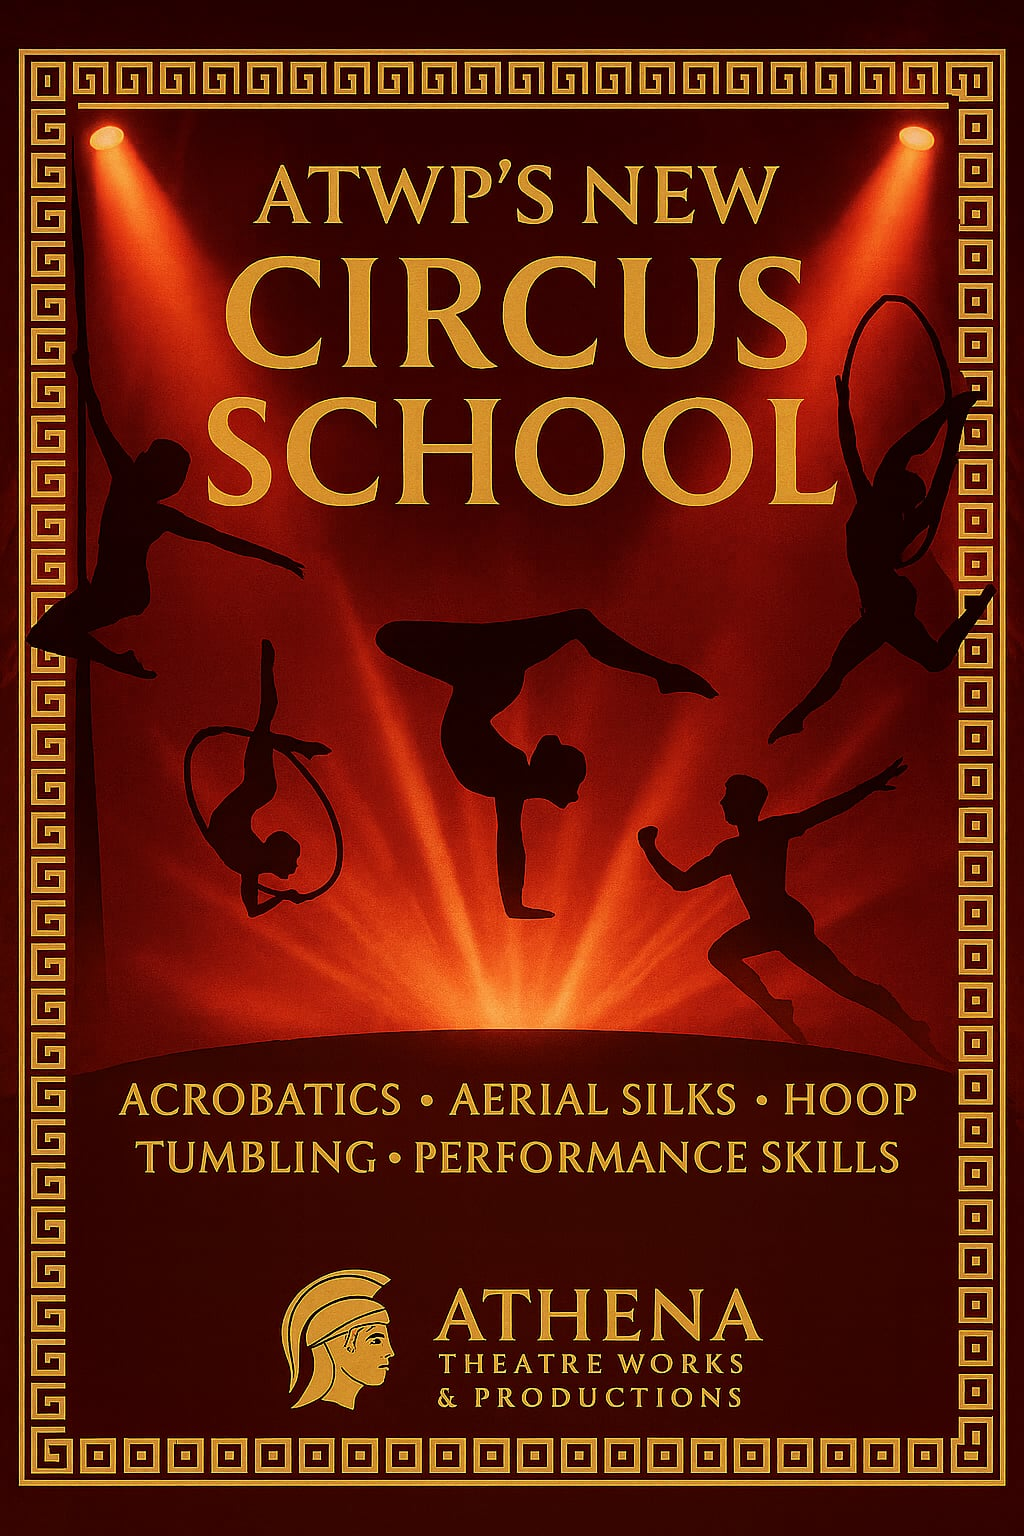 ATWP’S NEW
CIRCUS
SCHOOL
ACROBATICS • AERIAL SILKS • HOOP
TUMBLING • PERFORMANCE SKILLS
ATHENA
THEATRE WORKS
& PRODUCTIONS